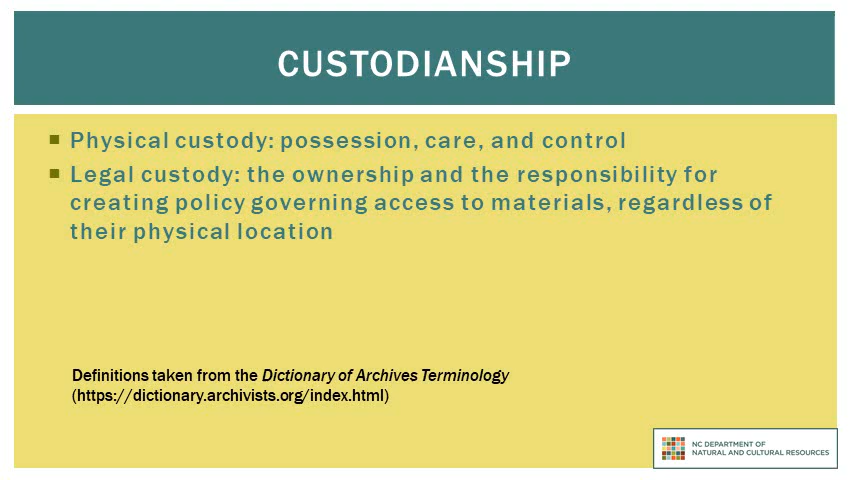 CUSTODIANSHIP
Physical custody: possession, care, and control
Legal custody: the ownership and the responsibility for
creating policy governing access to materials, regardless of
their physical location
Definitions taken from the Dictionary of Archives Terminology
(https://dictionary.archivists.org/index.html)
NC DEPARTMENT OF
NATURAL AND CULTURAL RESOURCES